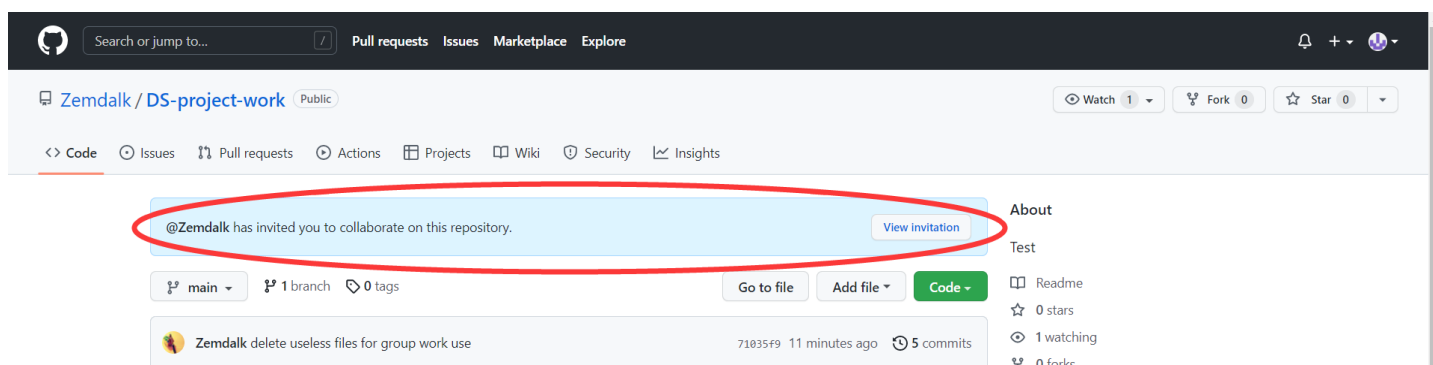 Search or jump to... / Pull requests Issues Marketplace Explore
Zemdalk / DS-project-work Public Watch 1 Fork 0 Star 0
Code Issues Pull requests Actions Projects Wiki Security Insights
@Zemdalk has invited you to collaborate on this repository. View invitation
About
Test
main 1 branch 0 tags Go to file Add file Code
Readme
0 stars
Zemdalk delete useless files for group work use 71035f9 11 minutes ago 5 commits
1 watching
0 forks